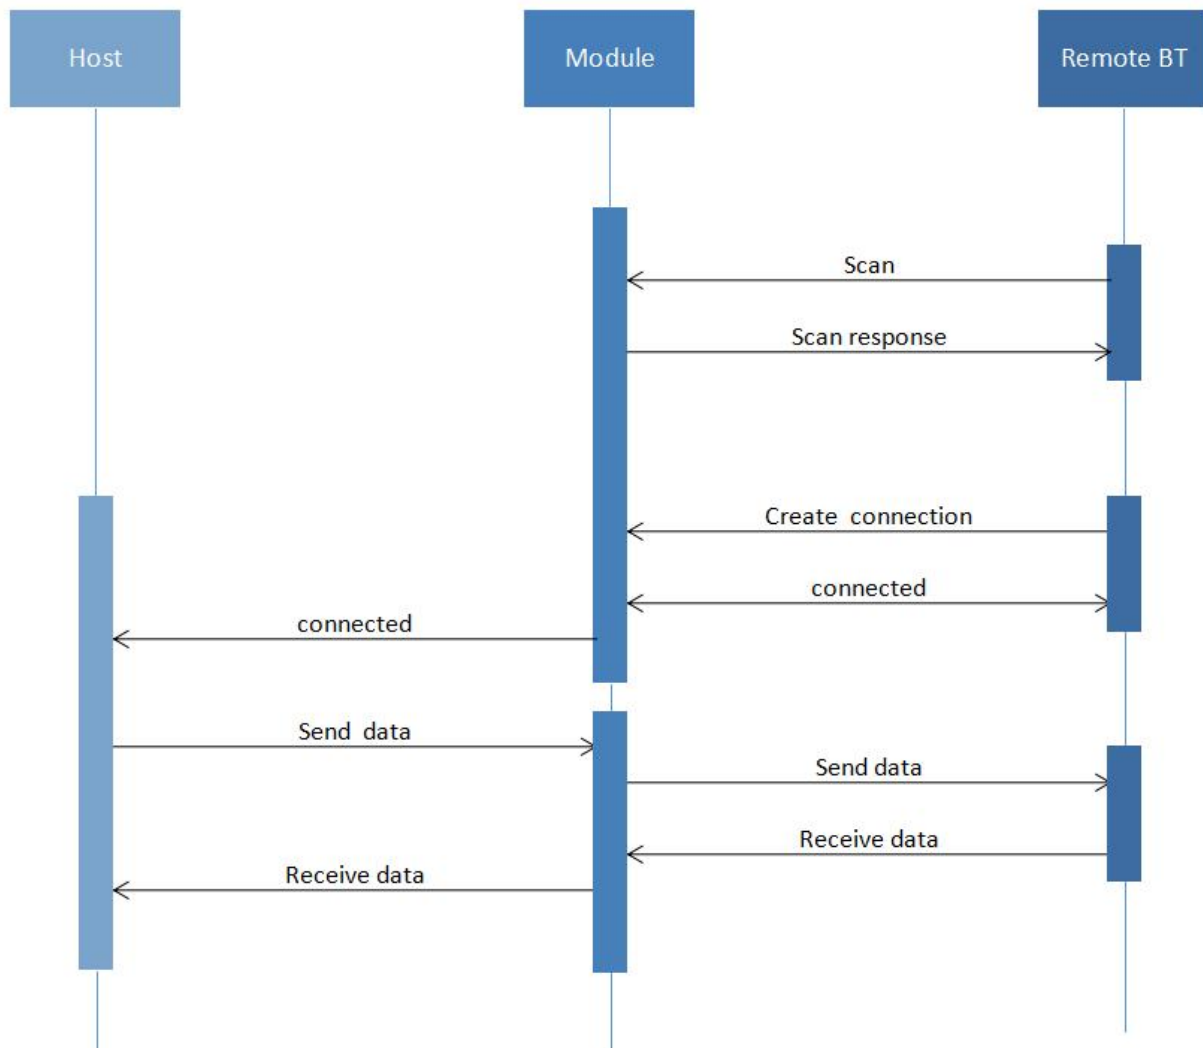 Host
Module
Remote BT
Scan
Scan response
Create connection
connected
connected
Send data
Send data
Receive data
Receive data